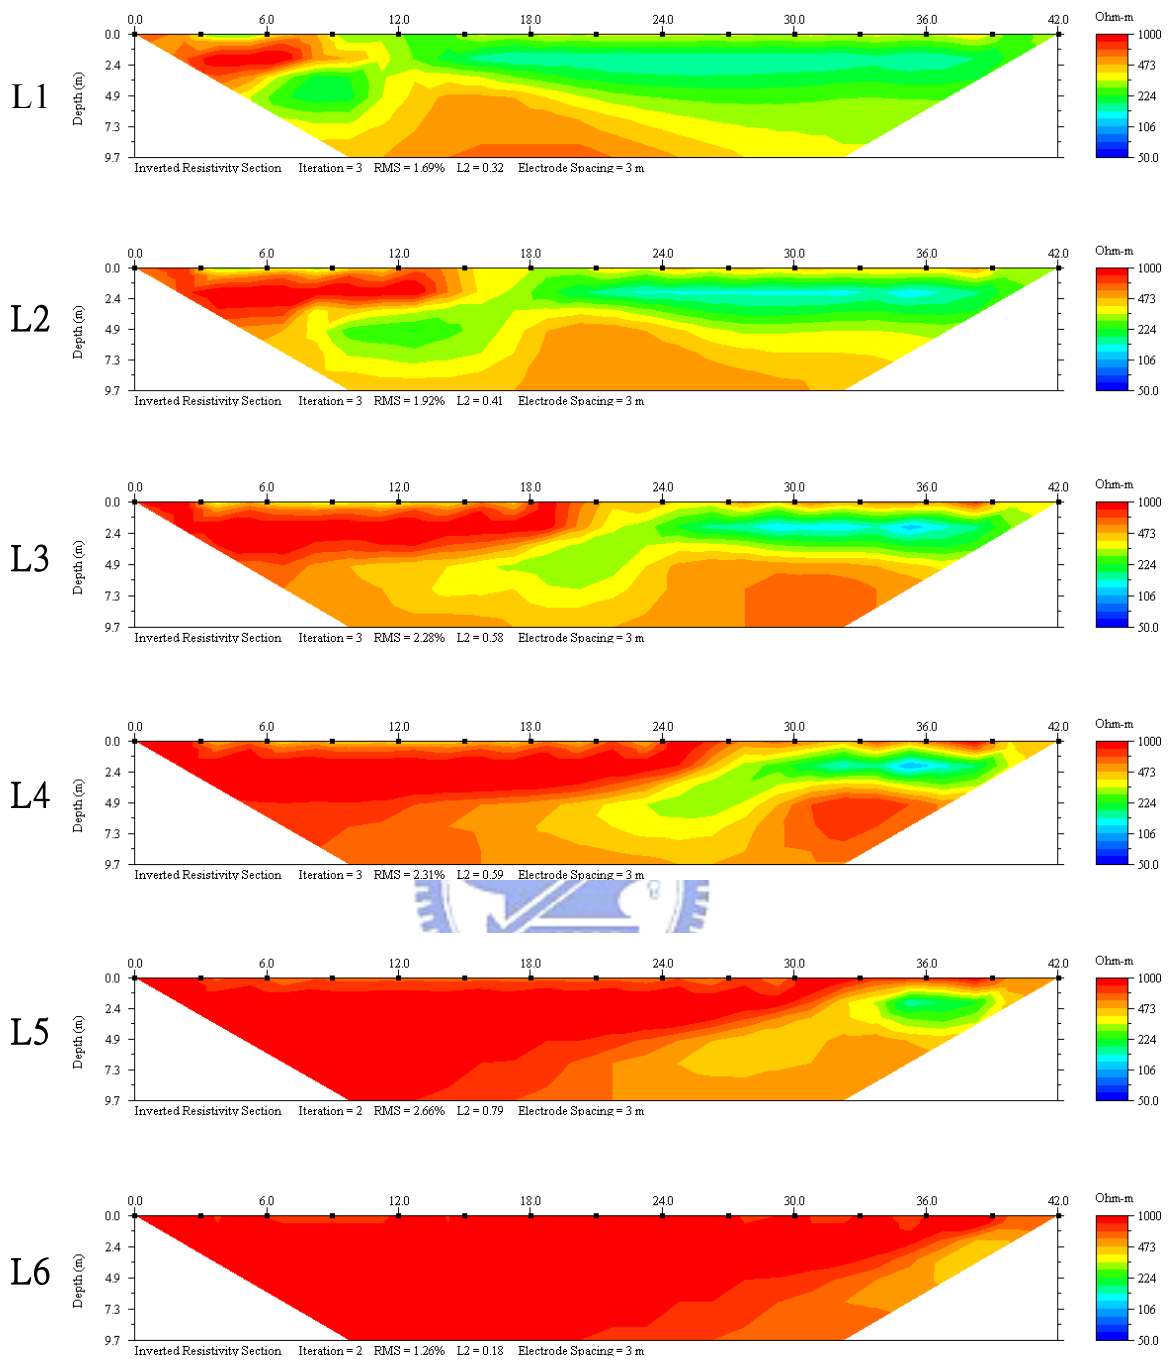 0.0 6.0 12.0 18.0 24.0 30.0 36.0 42.0 Ohm-m
L1
Depth (m)
0.0
2.4
4.9
7.3
9.7
1000
473
224
106
50.0
Inverted Resistivity Section Iteration = 3 RMS = 1.69% L2 = 0.32 Electrode Spacing = 3 m
0.0 6.0 12.0 18.0 24.0 30.0 36.0 42.0 Ohm-m
L2
Depth (m)
0.0
2.4
4.9
7.3
9.7
1000
473
224
106
50.0
Inverted Resistivity Section Iteration = 3 RMS = 1.92% L2 = 0.41 Electrode Spacing = 3 m
0.0 6.0 12.0 18.0 24.0 30.0 36.0 42.0 Ohm-m
L3
Depth (m)
0.0
2.4
4.9
7.3
9.7
1000
473
224
106
50.0
Inverted Resistivity Section Iteration = 3 RMS = 2.28% L2 = 0.58 Electrode Spacing = 3 m
0.0 6.0 12.0 18.0 24.0 30.0 36.0 42.0 Ohm-m
L4
Depth (m)
0.0
2.4
4.9
7.3
9.7
1000
473
224
106
50.0
Inverted Resistivity Section Iteration = 3 RMS = 2.31% L2 = 0.59 Electrode Spacing = 3 m
0.0 6.0 12.0 18.0 24.0 30.0 36.0 42.0 Ohm-m
L5
Depth (m)
0.0
2.4
4.9
7.3
9.7
1000
473
224
106
50.0
Inverted Resistivity Section Iteration = 2 RMS = 2.66% L2 = 0.79 Electrode Spacing = 3 m
0.0 6.0 12.0 18.0 24.0 30.0 36.0 42.0 Ohm-m
L6
Depth (m)
0.0
2.4
4.9
7.3
9.7
1000
473
224
106
50.0
Inverted Resistivity Section Iteration = 2 RMS = 1.26% L2 = 0.18 Electrode Spacing = 3 m